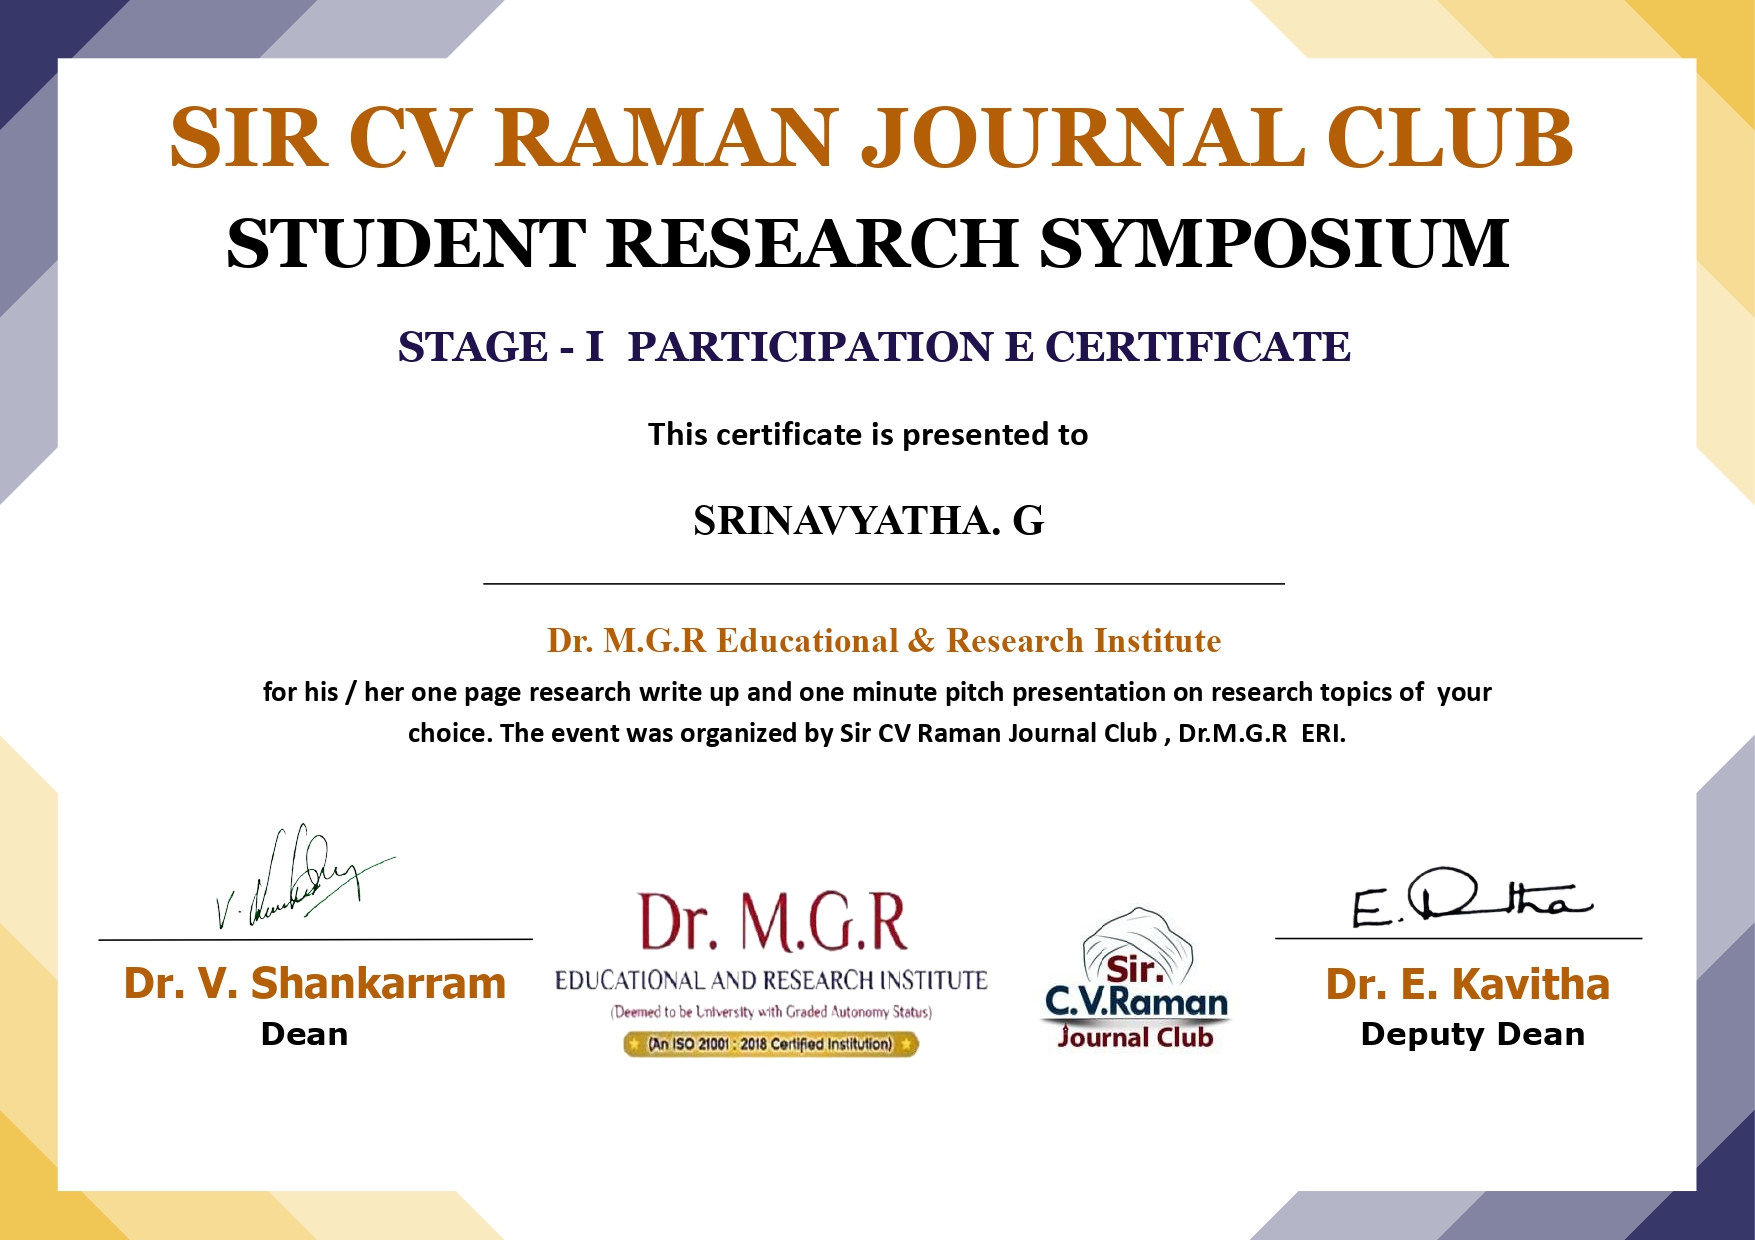 SIR CV RAMAN JOURNAL CLUB
STUDENT RESEARCH SYMPOSIUM
STAGE - I  PARTICIPATION E CERTIFICATE
This certificate is presented to
SRINAVYATHA. G
Dr. M.G.R Educational & Research Institute
for his / her one page research write up and one minute pitch presentation on research topics of  your
choice. The event was organized by Sir CV Raman Journal Club , Dr.M.G.R  ERI.
Dr. V. Shankarram
Dean
Dr. M.G.R
EDUCATIONAL AND RESEARCH INSTITUTE
(Deemed to be University with Graded Autonomy Status)
(An ISO 21001 : 2018 Certified Institution)
Sir.
C.V.Raman
Journal Club
E.
Dr. E. Kavitha
Deputy Dean